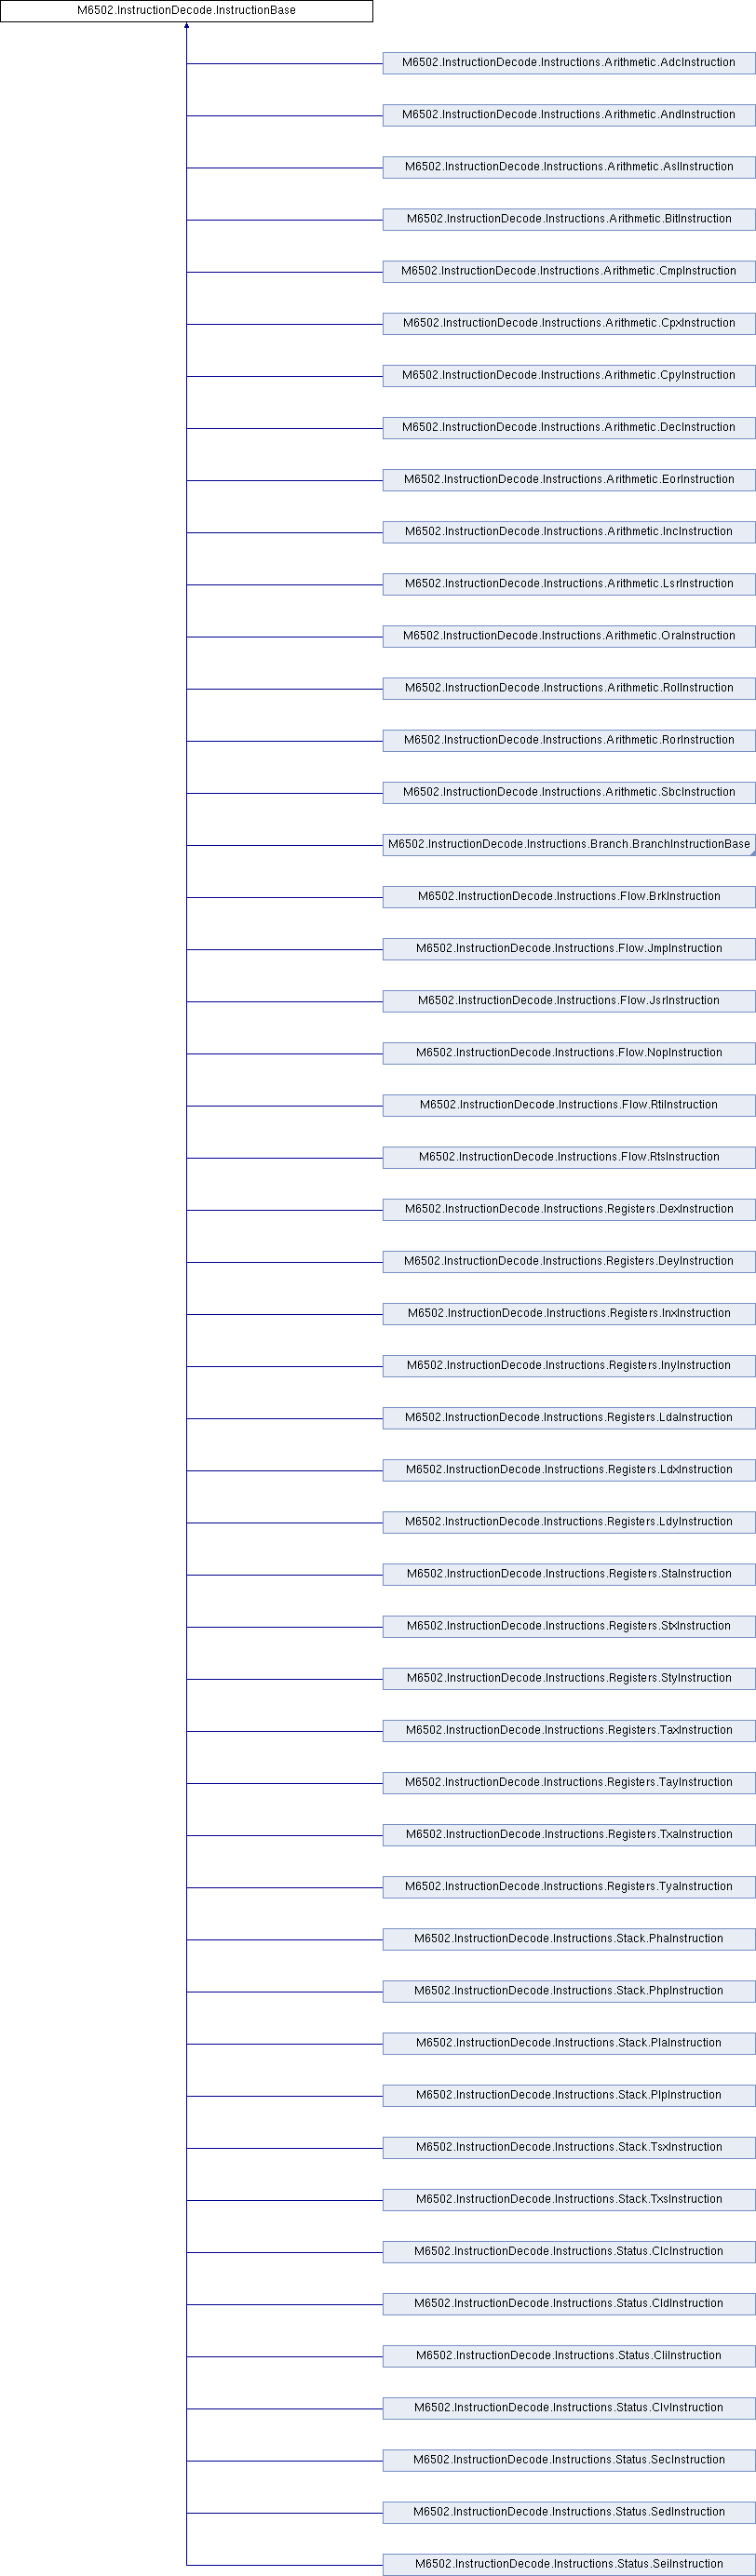 M6502.InstructionDecode.InstructionBase
M6502.InstructionDecode.Instructions.Arithmetic.AdcInstruction
M6502.InstructionDecode.Instructions.Arithmetic.AndInstruction
M6502.InstructionDecode.Instructions.Arithmetic.AslInstruction
M6502.InstructionDecode.Instructions.Arithmetic.BitInstruction
M6502.InstructionDecode.Instructions.Arithmetic.CmpInstruction
M6502.InstructionDecode.Instructions.Arithmetic.CpxInstruction
M6502.InstructionDecode.Instructions.Arithmetic.CpyInstruction
M6502.InstructionDecode.Instructions.Arithmetic.DecInstruction
M6502.InstructionDecode.Instructions.Arithmetic.EorInstruction
M6502.InstructionDecode.Instructions.Arithmetic.IncInstruction
M6502.InstructionDecode.Instructions.Arithmetic.LsrInstruction
M6502.InstructionDecode.Instructions.Arithmetic.OraInstruction
M6502.InstructionDecode.Instructions.Arithmetic.RolInstruction
M6502.InstructionDecode.Instructions.Arithmetic.RorInstruction
M6502.InstructionDecode.Instructions.Arithmetic.SbcInstruction
M6502.InstructionDecode.Instructions.Branch.BranchInstructionBase
M6502.InstructionDecode.Instructions.Flow.BrkInstruction
M6502.InstructionDecode.Instructions.Flow.JmpInstruction
M6502.InstructionDecode.Instructions.Flow.JsrInstruction
M6502.InstructionDecode.Instructions.Flow.NopInstruction
M6502.InstructionDecode.Instructions.Flow.RtiInstruction
M6502.InstructionDecode.Instructions.Flow.RtsInstruction
M6502.InstructionDecode.Instructions.Registers.DexInstruction
M6502.InstructionDecode.Instructions.Registers.DeyInstruction
M6502.InstructionDecode.Instructions.Registers.InxInstruction
M6502.InstructionDecode.Instructions.Registers.InyInstruction
M6502.InstructionDecode.Instructions.Registers.LdaInstruction
M6502.InstructionDecode.Instructions.Registers.LdxInstruction
M6502.InstructionDecode.Instructions.Registers.LdyInstruction
M6502.InstructionDecode.Instructions.Registers.StaInstruction
M6502.InstructionDecode.Instructions.Registers.StxInstruction
M6502.InstructionDecode.Instructions.Registers.StyInstruction
M6502.InstructionDecode.Instructions.Registers.TaxInstruction
M6502.InstructionDecode.Instructions.Registers.TayInstruction
M6502.InstructionDecode.Instructions.Registers.TxaInstruction
M6502.InstructionDecode.Instructions.Registers.TyaInstruction
M6502.InstructionDecode.Instructions.Stack.PhaInstruction
M6502.InstructionDecode.Instructions.Stack.PhpInstruction
M6502.InstructionDecode.Instructions.Stack.PlaInstruction
M6502.InstructionDecode.Instructions.Stack.PlpInstruction
M6502.InstructionDecode.Instructions.Stack.TsxInstruction
M6502.InstructionDecode.Instructions.Stack.TxsInstruction
M6502.InstructionDecode.Instructions.Status.ClcInstruction
M6502.InstructionDecode.Instructions.Status.CldInstruction
M6502.InstructionDecode.Instructions.Status.CliInstruction
M6502.InstructionDecode.Instructions.Status.ClvInstruction
M6502.InstructionDecode.Instructions.Status.SecInstruction
M6502.InstructionDecode.Instructions.Status.SedInstruction
M6502.InstructionDecode.Instructions.Status.SeiInstruction